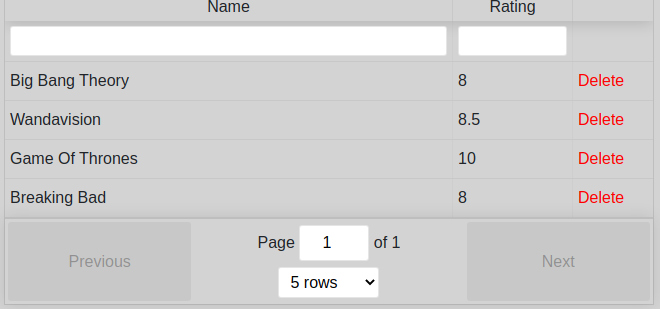 Name Rating
Big Bang Theory 8 Delete
Wandavision 8.5 Delete
Game Of Thrones 10 Delete
Breaking Bad 8 Delete
Previous Page 1 of 1 Next
5 rows